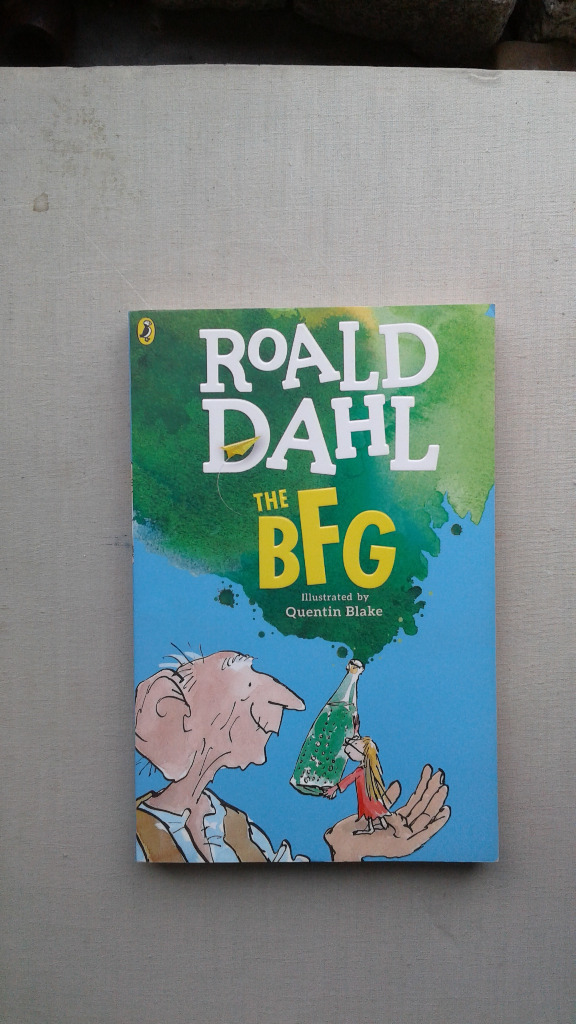 ROALD
DAHL
THE
BFG
Illustrated by
Quentin Blake